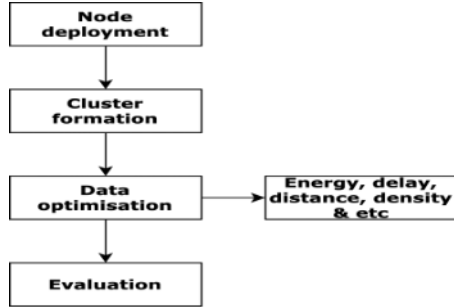 Node
deployment
Cluster
formation
Data
optimisation
Energy, delay,
distance, density
& etc
Evaluation